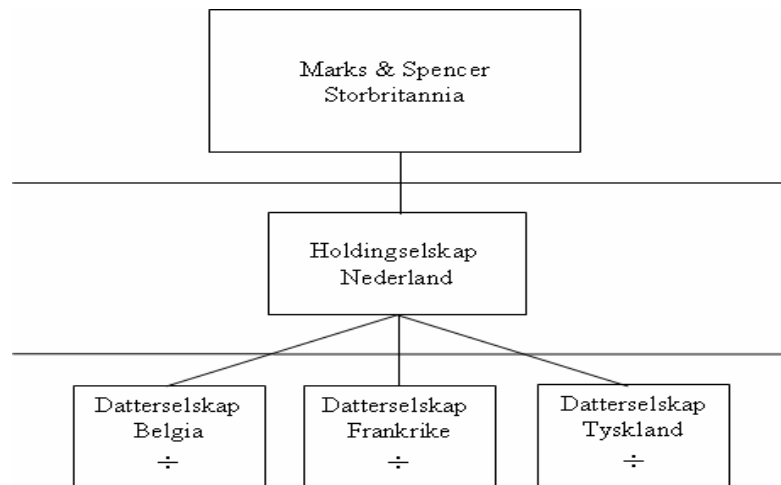 Marks & Spencer
Storbritannia
Holdingselskap
Nederland
Datterselskap
Belgia
÷
Datterselskap
Frankrike
÷
Datterselskap
Tyskland
÷